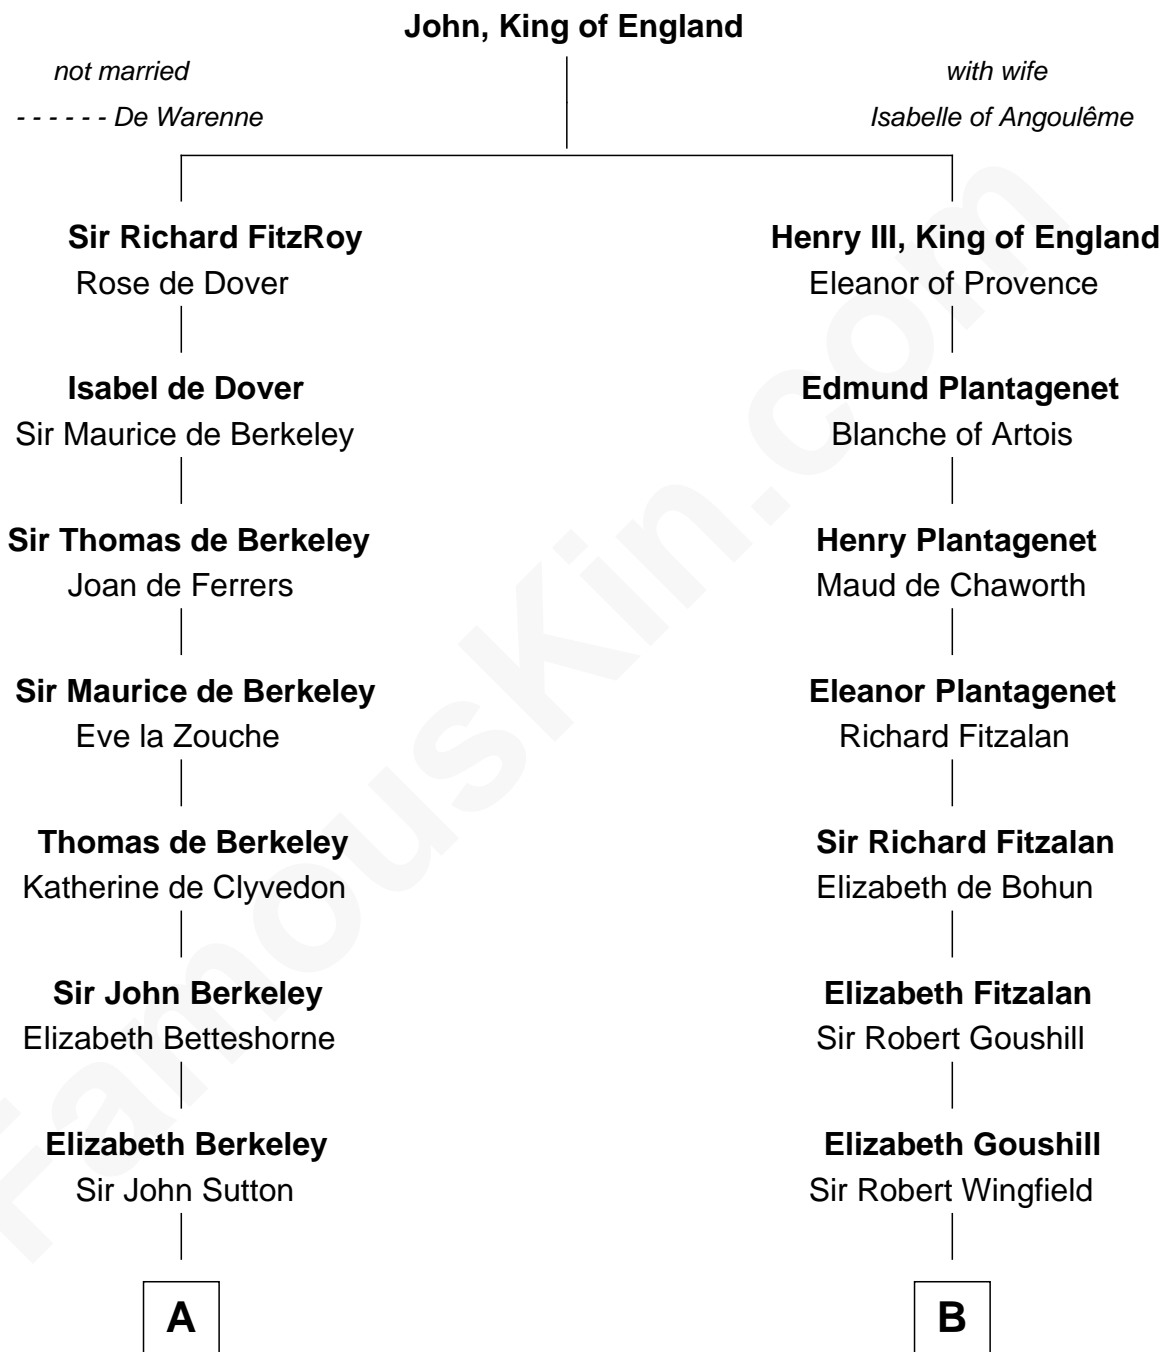 John, King of England
not married
with wife
- - - - - - De Warenne
Isabelle of Angoulême
Sir Richard FitzRoy
Rose de Dover
Henry III, King of England
Eleanor of Provence
Isabel de Dover
Sir Maurice de Berkeley
Edmund Plantagenet
Blanche of Artois
Sir Thomas de Berkeley
Joan de Ferrers
Henry Plantagenet
Maud de Chaworth
Sir Maurice de Berkeley
Eve la Zouche
Eleanor Plantagenet
Richard Fitzalan
Thomas de Berkeley
Katherine de Clyvedon
Sir Richard Fitzalan
Elizabeth de Bohun
Sir John Berkeley
Elizabeth Betteshorne
Elizabeth Fitzalan
Sir Robert Goushill
Elizabeth Berkeley
Sir John Sutton
Elizabeth Goushill
Sir Robert Wingfield
A
B
FamousKin.com